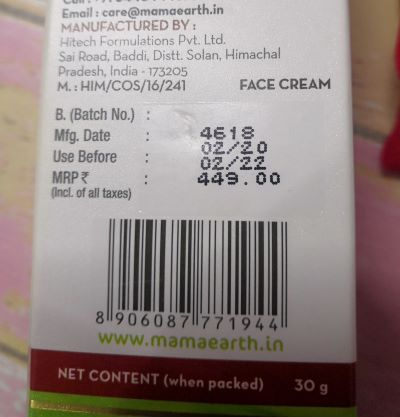 Email : care@mamaearth.in
MANUFACTURED BY :
Hitech Formulations Pvt. Ltd.
Sai Road, Baddi, Distt. Solan, Himachal
Pradesh, India - 173205
M. : HIM/COS/16/241 FACE CREAM
B. (Batch No.) : 4618
Mfg. Date : 02/20
Use Before : 02/22
MRP ₹ : 449.00
(Incl. of all taxes)
8 906087 771944
www.mamaearth.in
NET CONTENT (when packed) 30 g